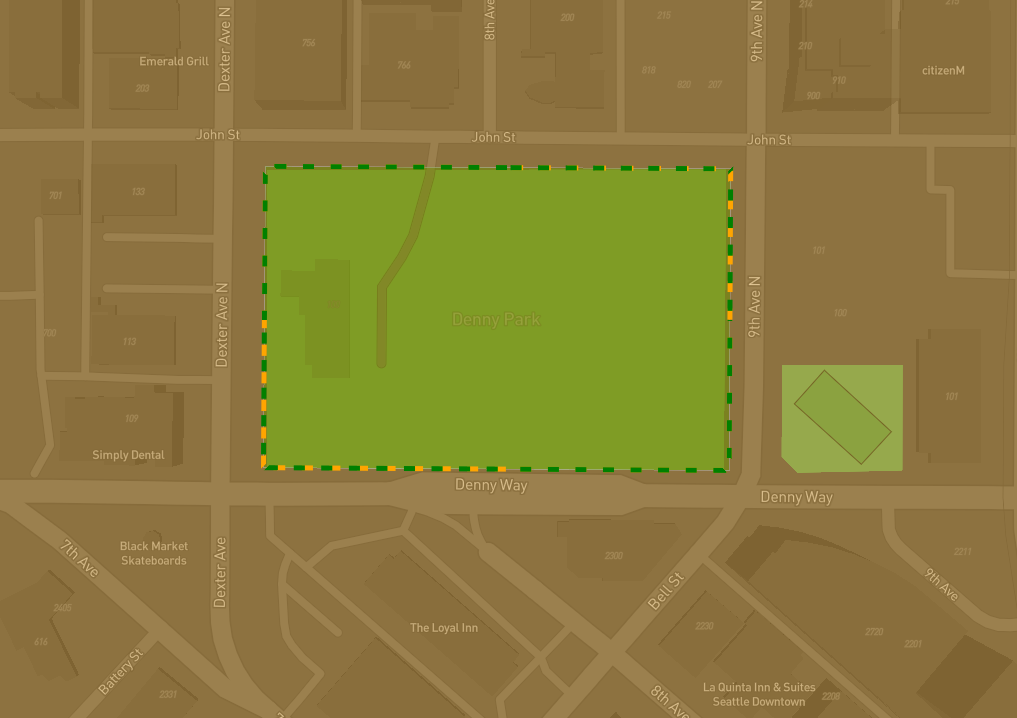 Dexter Ave N
8th Ave
9th Ave N
214
210
756
200
215
Emerald Grill
766
210
citizenM
203
818
820
207
910
900
John St
John St
John St
701
133
101
Dexter Ave N
9th Ave N
100
Denny Park
700
113
101
109
Simply Dental
Denny Way
Denny Way
7th Ave
Black Market
Skateboards
Dexter Ave
2300
2211
9th Ave
Bell St
2605
616
The Loyal Inn
2230
2720
2201
Battery St
2331
8th Ave
La Quinta Inn & Suites
Seattle Downtown
2208